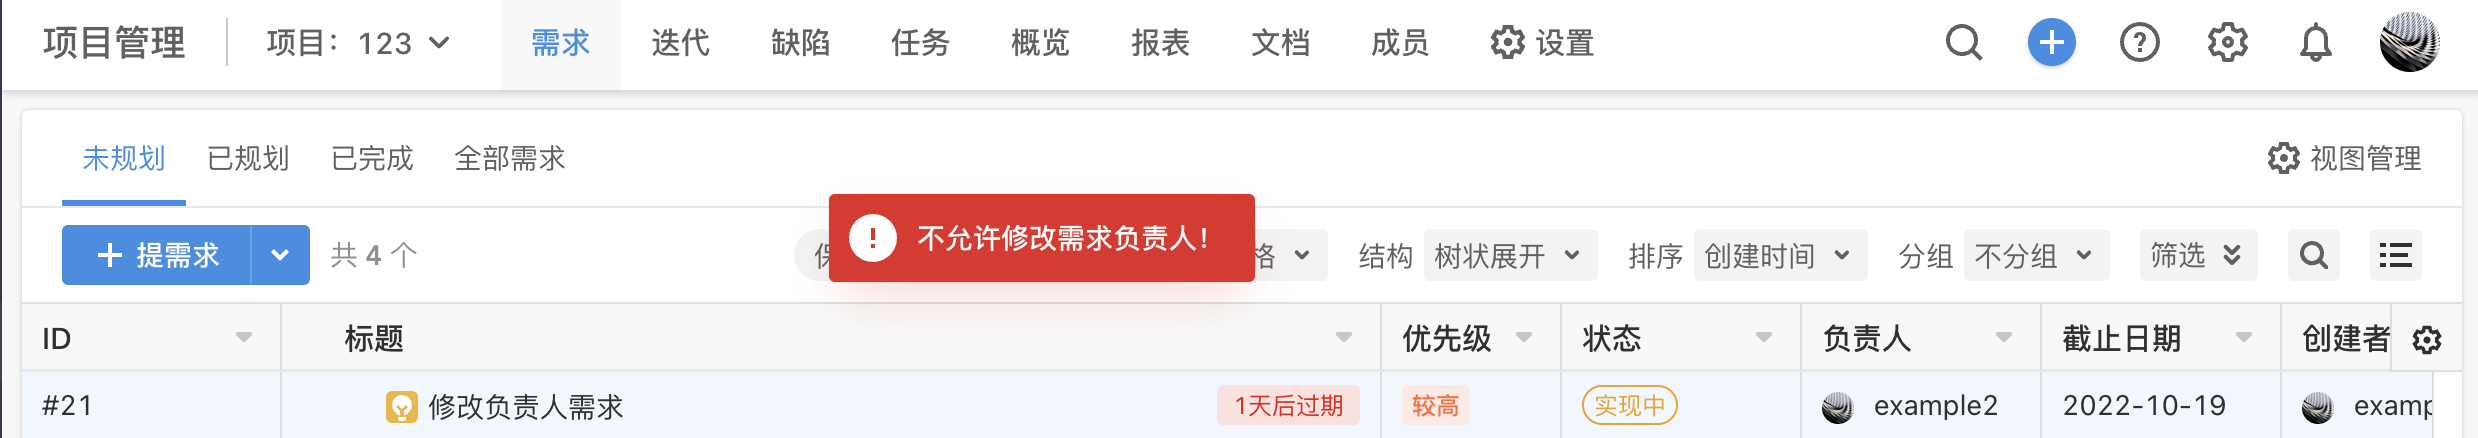 项目管理 项目：123 需求 迭代 缺陷 任务 概览 报表 文档 成员 设置
未规划 已规划 已完成 全部需求 视图管理
不允许修改需求负责人！
提需求 共 4 个 格 结构 树状展开 排序 创建时间 分组 不分组 筛选
ID 标题 优先级 状态 负责人 截止日期 创建者
#21 修改负责人需求 1天后过期 较高 实现中 example2 2022-10-19 examp